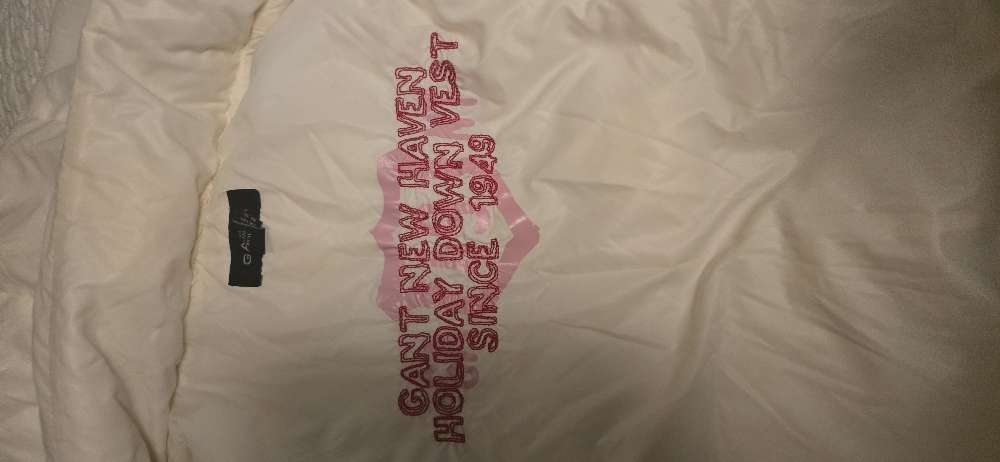 GANT NEW HAVEN
HOLIDAY DOWN VEST
SINCE 1949